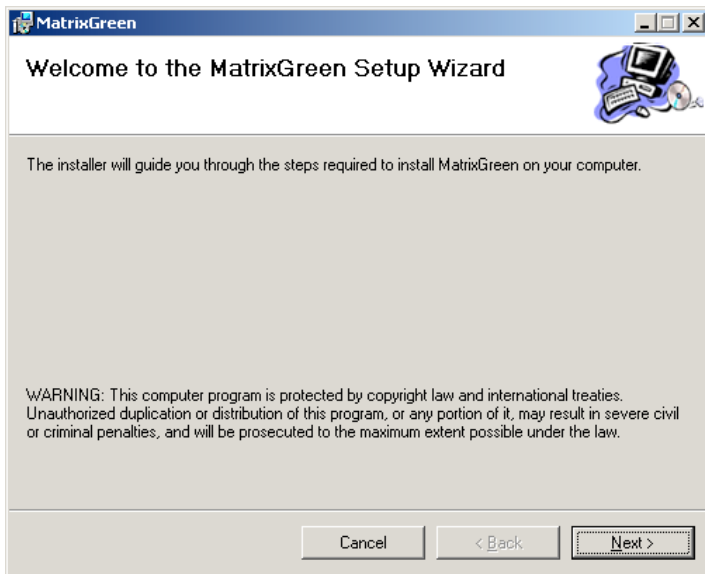 MatrixGreen
Welcome to the MatrixGreen Setup Wizard
The installer will guide you through the steps required to install MatrixGreen on your computer.
WARNING: This computer program is protected by copyright law and international treaties.
Unauthorized duplication or distribution of this program, or any portion of it, may result in severe civil
or criminal penalties, and will be prosecuted to the maximum extent possible under the law.
Cancel
< Back
Next >